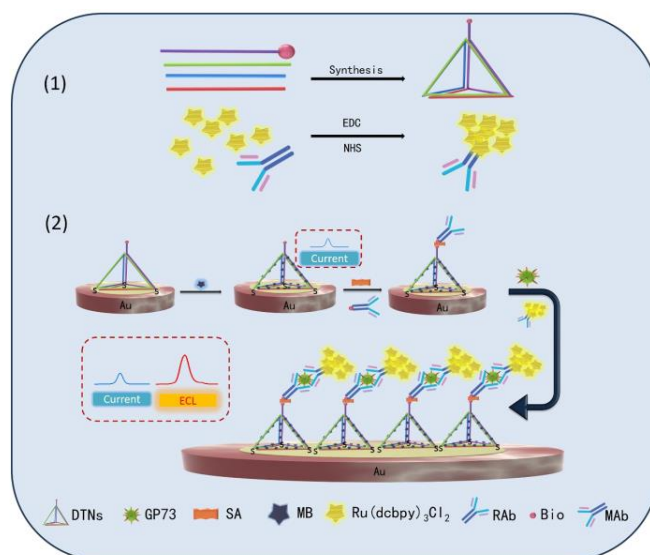 (1)
Synthesis
EDC
NHS
(2)
Current
S S S
Au
S S S
Au
S S S
Au
Current ECL
S S S S S S S S
Au
DTNs GP73 SA MB Ru(dcbpy)₃Cl₂ RAb Bio MAb